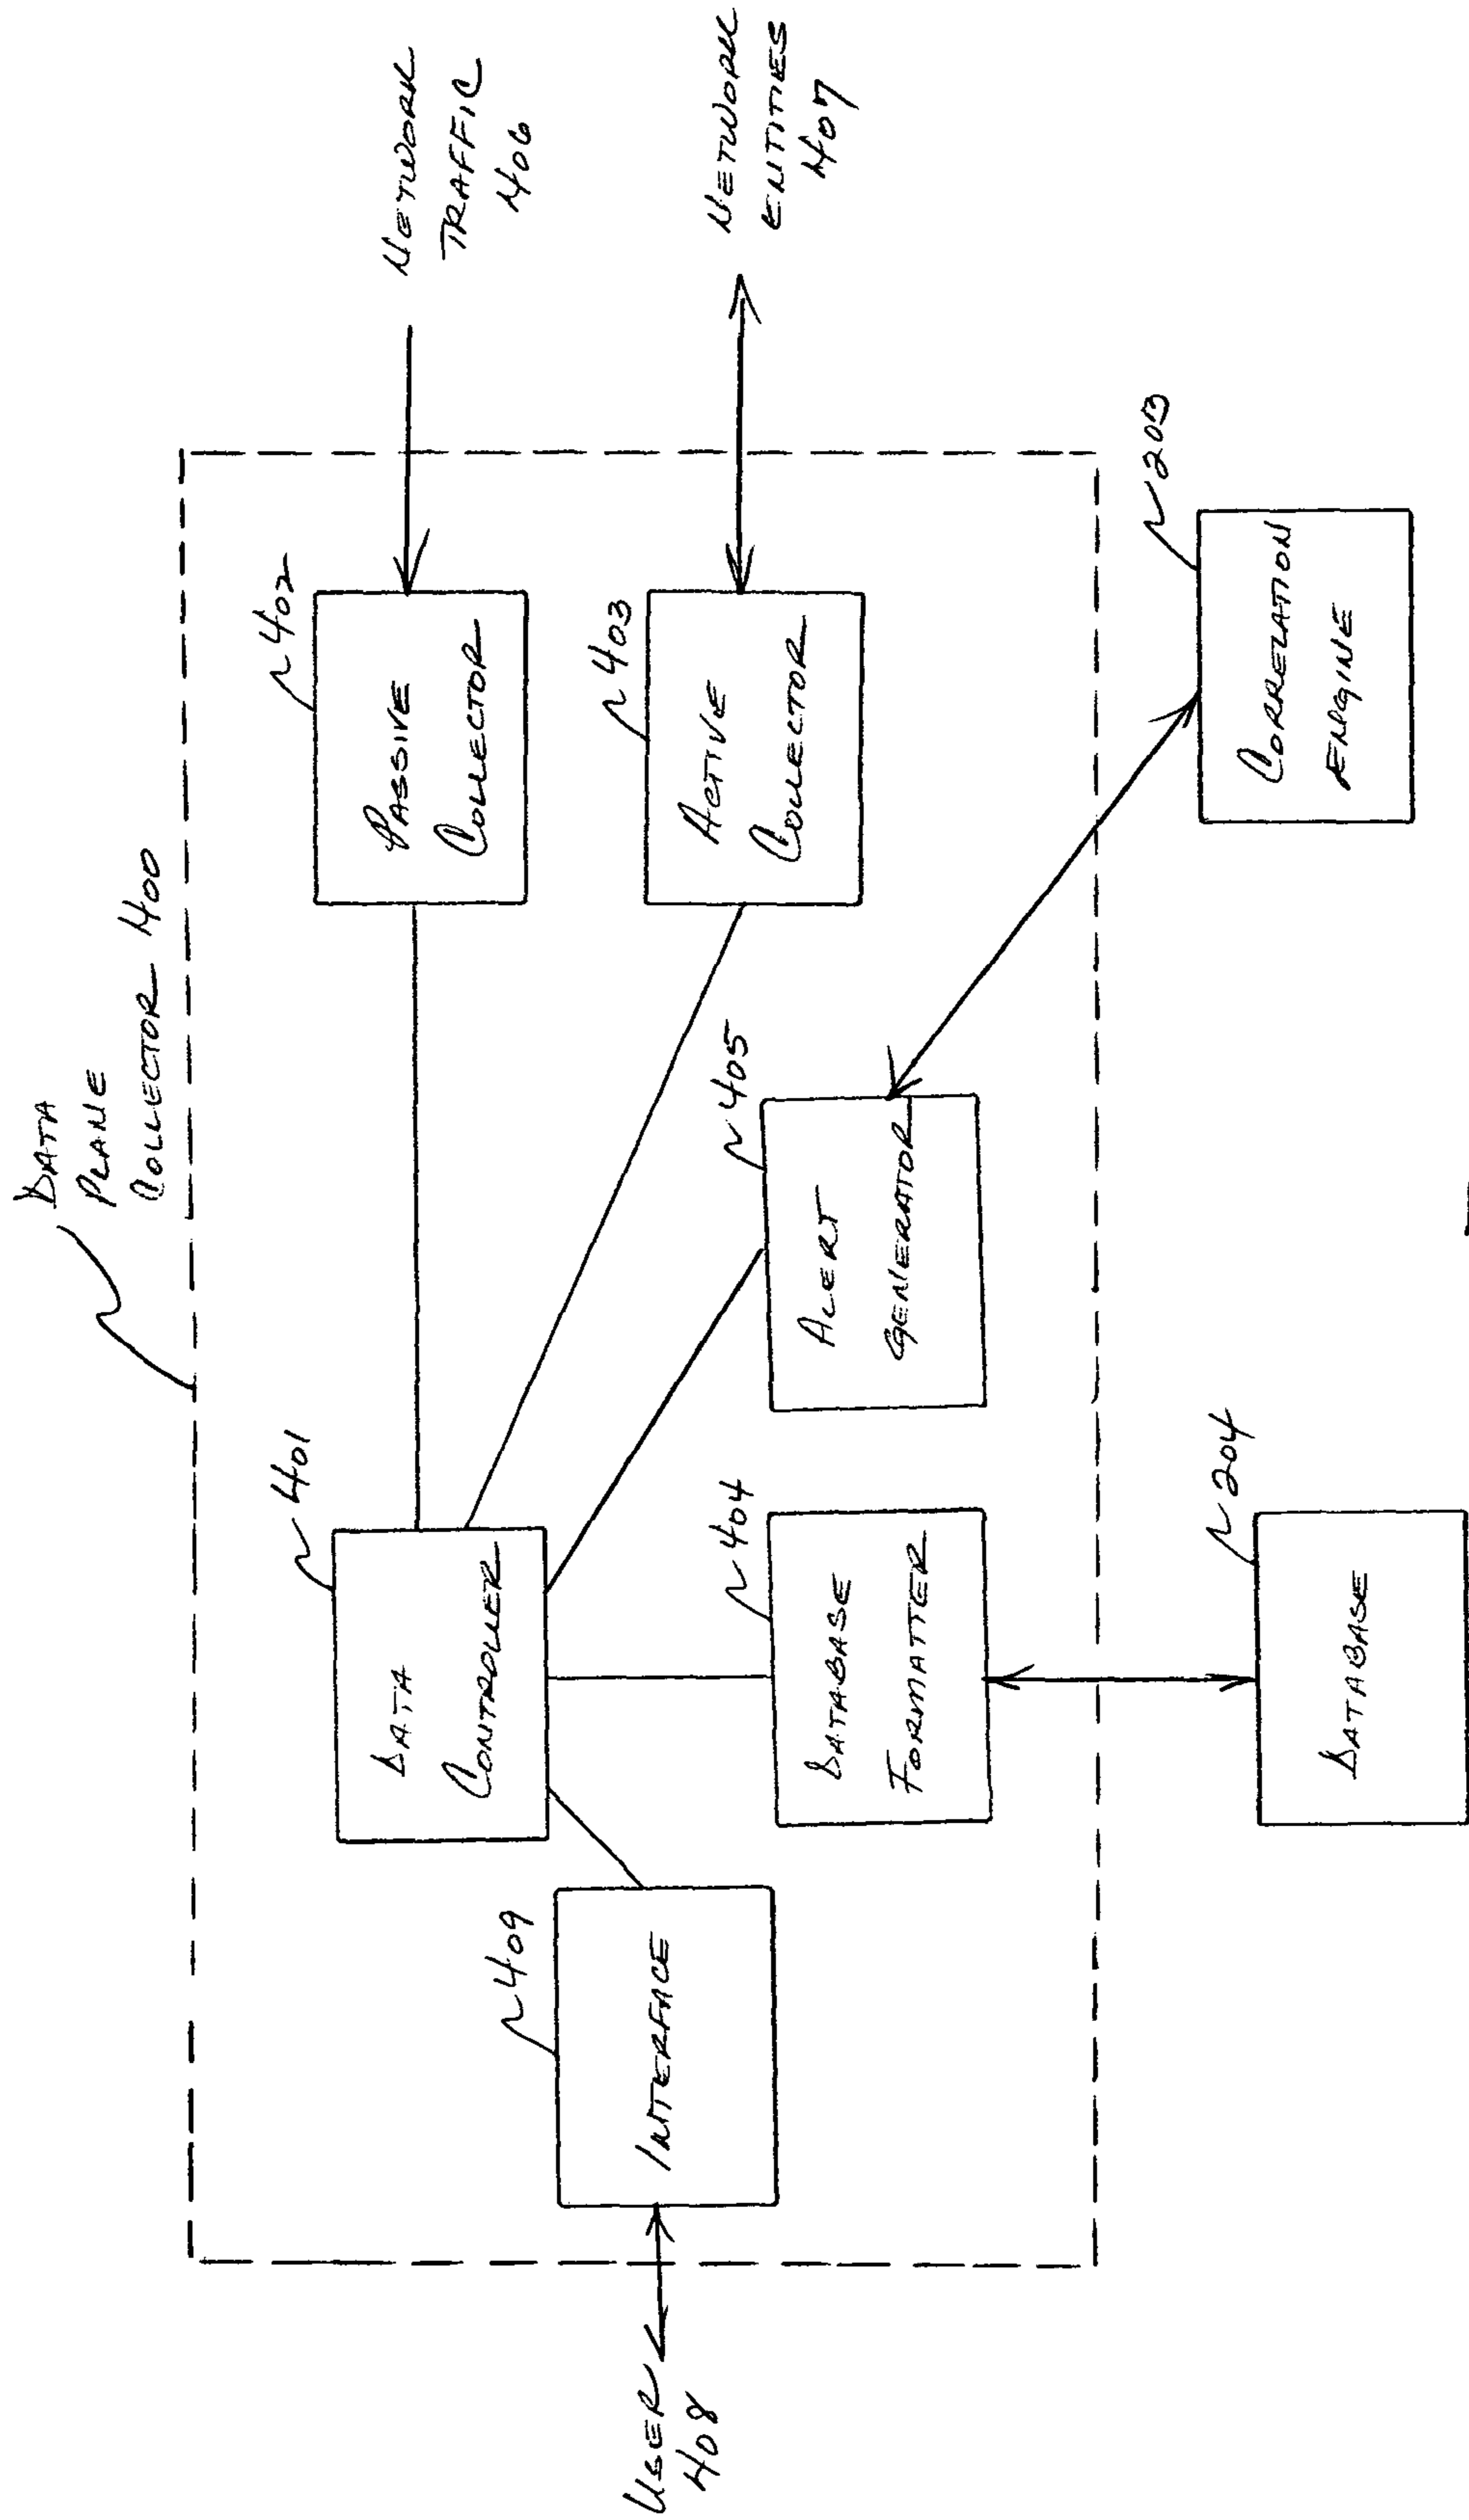 DATA
PLANE
COLLECTOR 400
401
402
NETWORK
TRAFFIC
406
DATA
CONTROLLER
PASSIVE
COLLECTOR
409
403
NETWORK
ENTITIES
407
USER
408
INTERFACE
404
405
ACTIVE
COLLECTOR
DATABASE
FORMATTER
ALERT
GENERATOR
204
203
DATABASE
CORRELATION
ENGINE